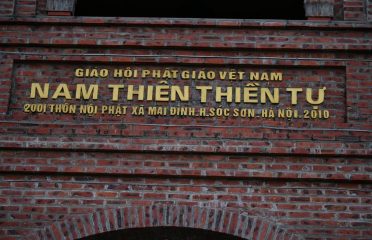 GIÁO HỘI PHẬT GIÁO VIỆT NAM
NAM THIÊN THIỀN TỰ
2001 THÔN NỘI PHẬT XÃ MAI ĐÌNH.H.SÓC SƠN.HÀ NỘI.2010